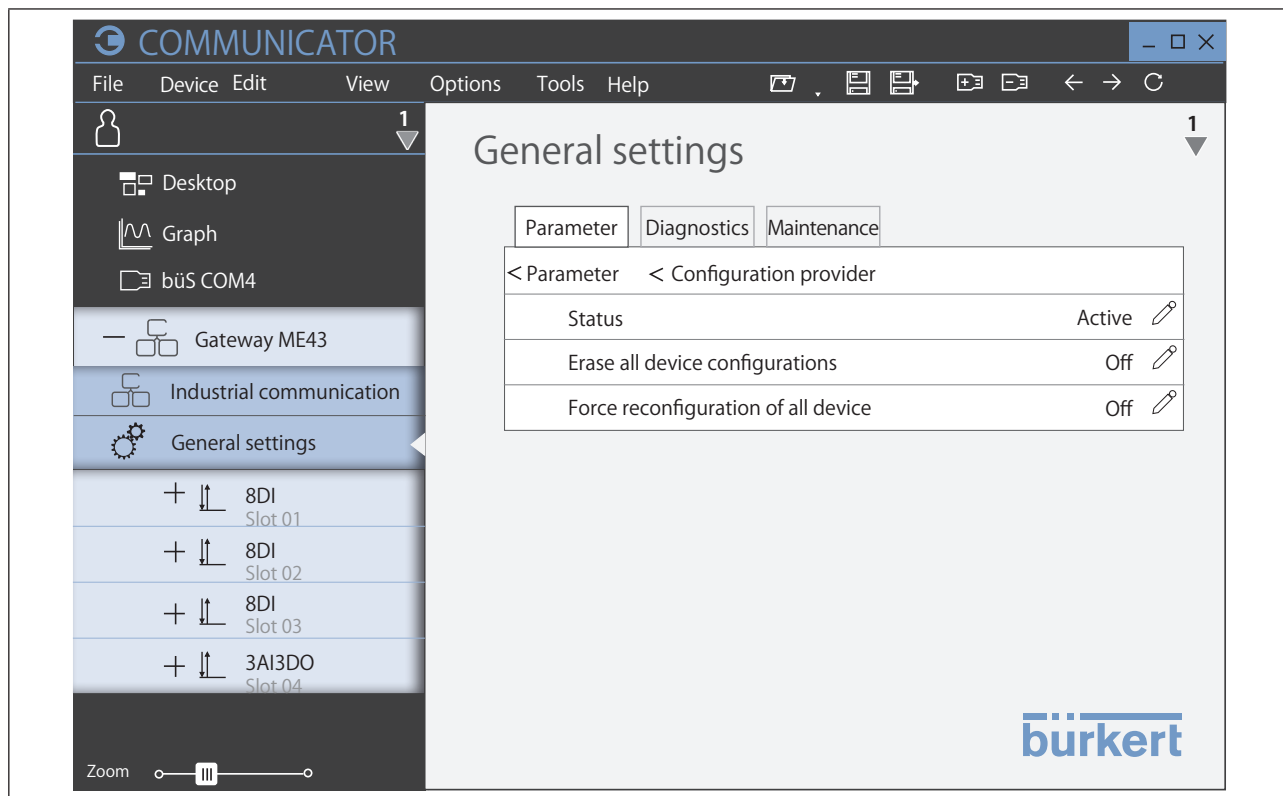 COMMUNICATOR
File Device Edit View Options Tools Help
1
Desktop
Graph
büS COM4
Gateway ME43
Industrial communication
General settings
8DI
Slot 01
8DI
Slot 02
8DI
Slot 03
3AI3DO
Slot 04
Zoom
General settings
1
Parameter Diagnostics Maintenance
< Parameter < Configuration provider
Status Active
Erase all device configurations Off
Force reconfiguration of all device Off
bürkert